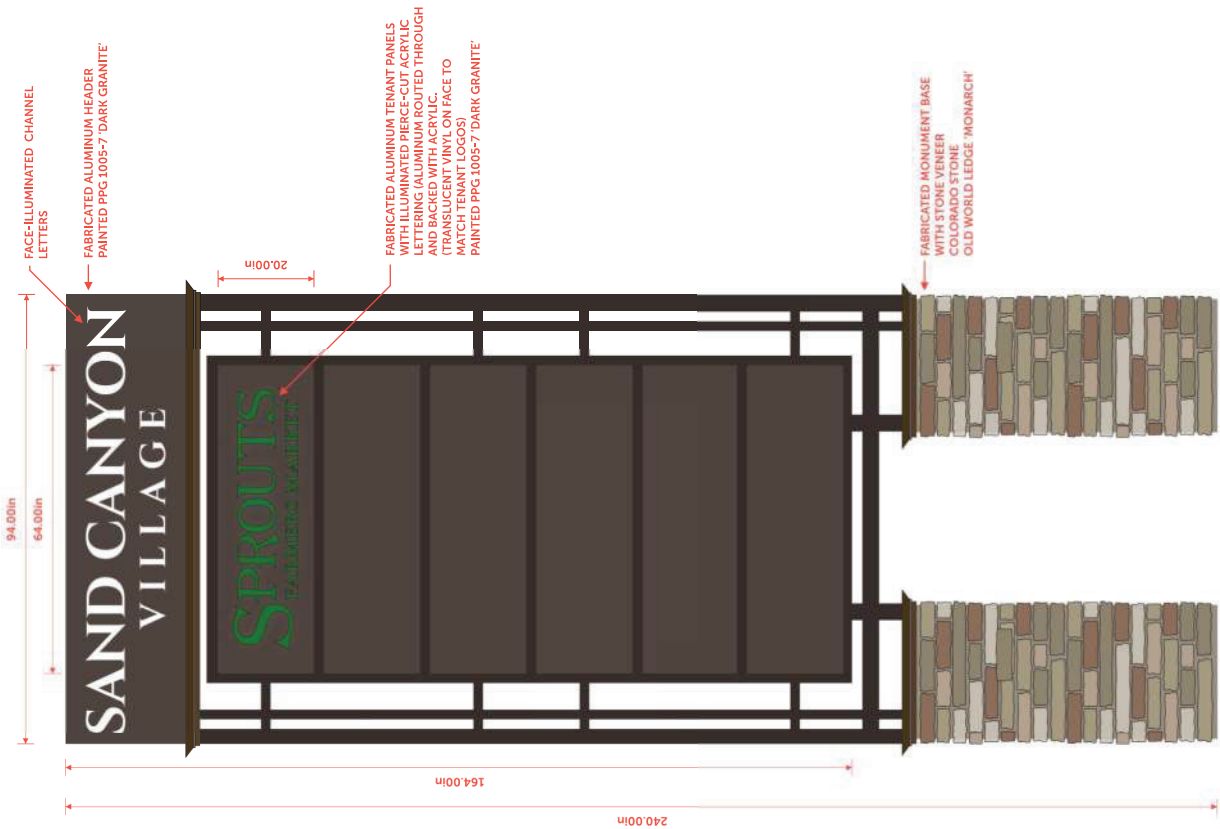 FACE-ILLUMINATED CHANNEL
LETTERS
FABRICATED ALUMINUM HEADER
PAINTED PPG 1005-7 'DARK GRANITE'
FABRICATED ALUMINUM TENANT PANELS
WITH ILLUMINATED PIERCE-CUT ACRYLIC
LETTERING (ALUMINUM ROUTED THROUGH
AND BACKED WITH ACRYLIC.
(TRANSLUCENT VINYL ON FACE TO
MATCH TENANT LOGOS)
PAINTED PPG 1005-7 'DARK GRANITE'
FABRICATED MONUMENT BASE
WITH STONE VENEER
COLORADO STONE
OLD WORLD LEDGE 'MONARCH'
94.00in
64.00in
20.00in
SAND CANYON
VILLAGE
SPROUTS
FARMERS MARKET
164.00in
240.00in